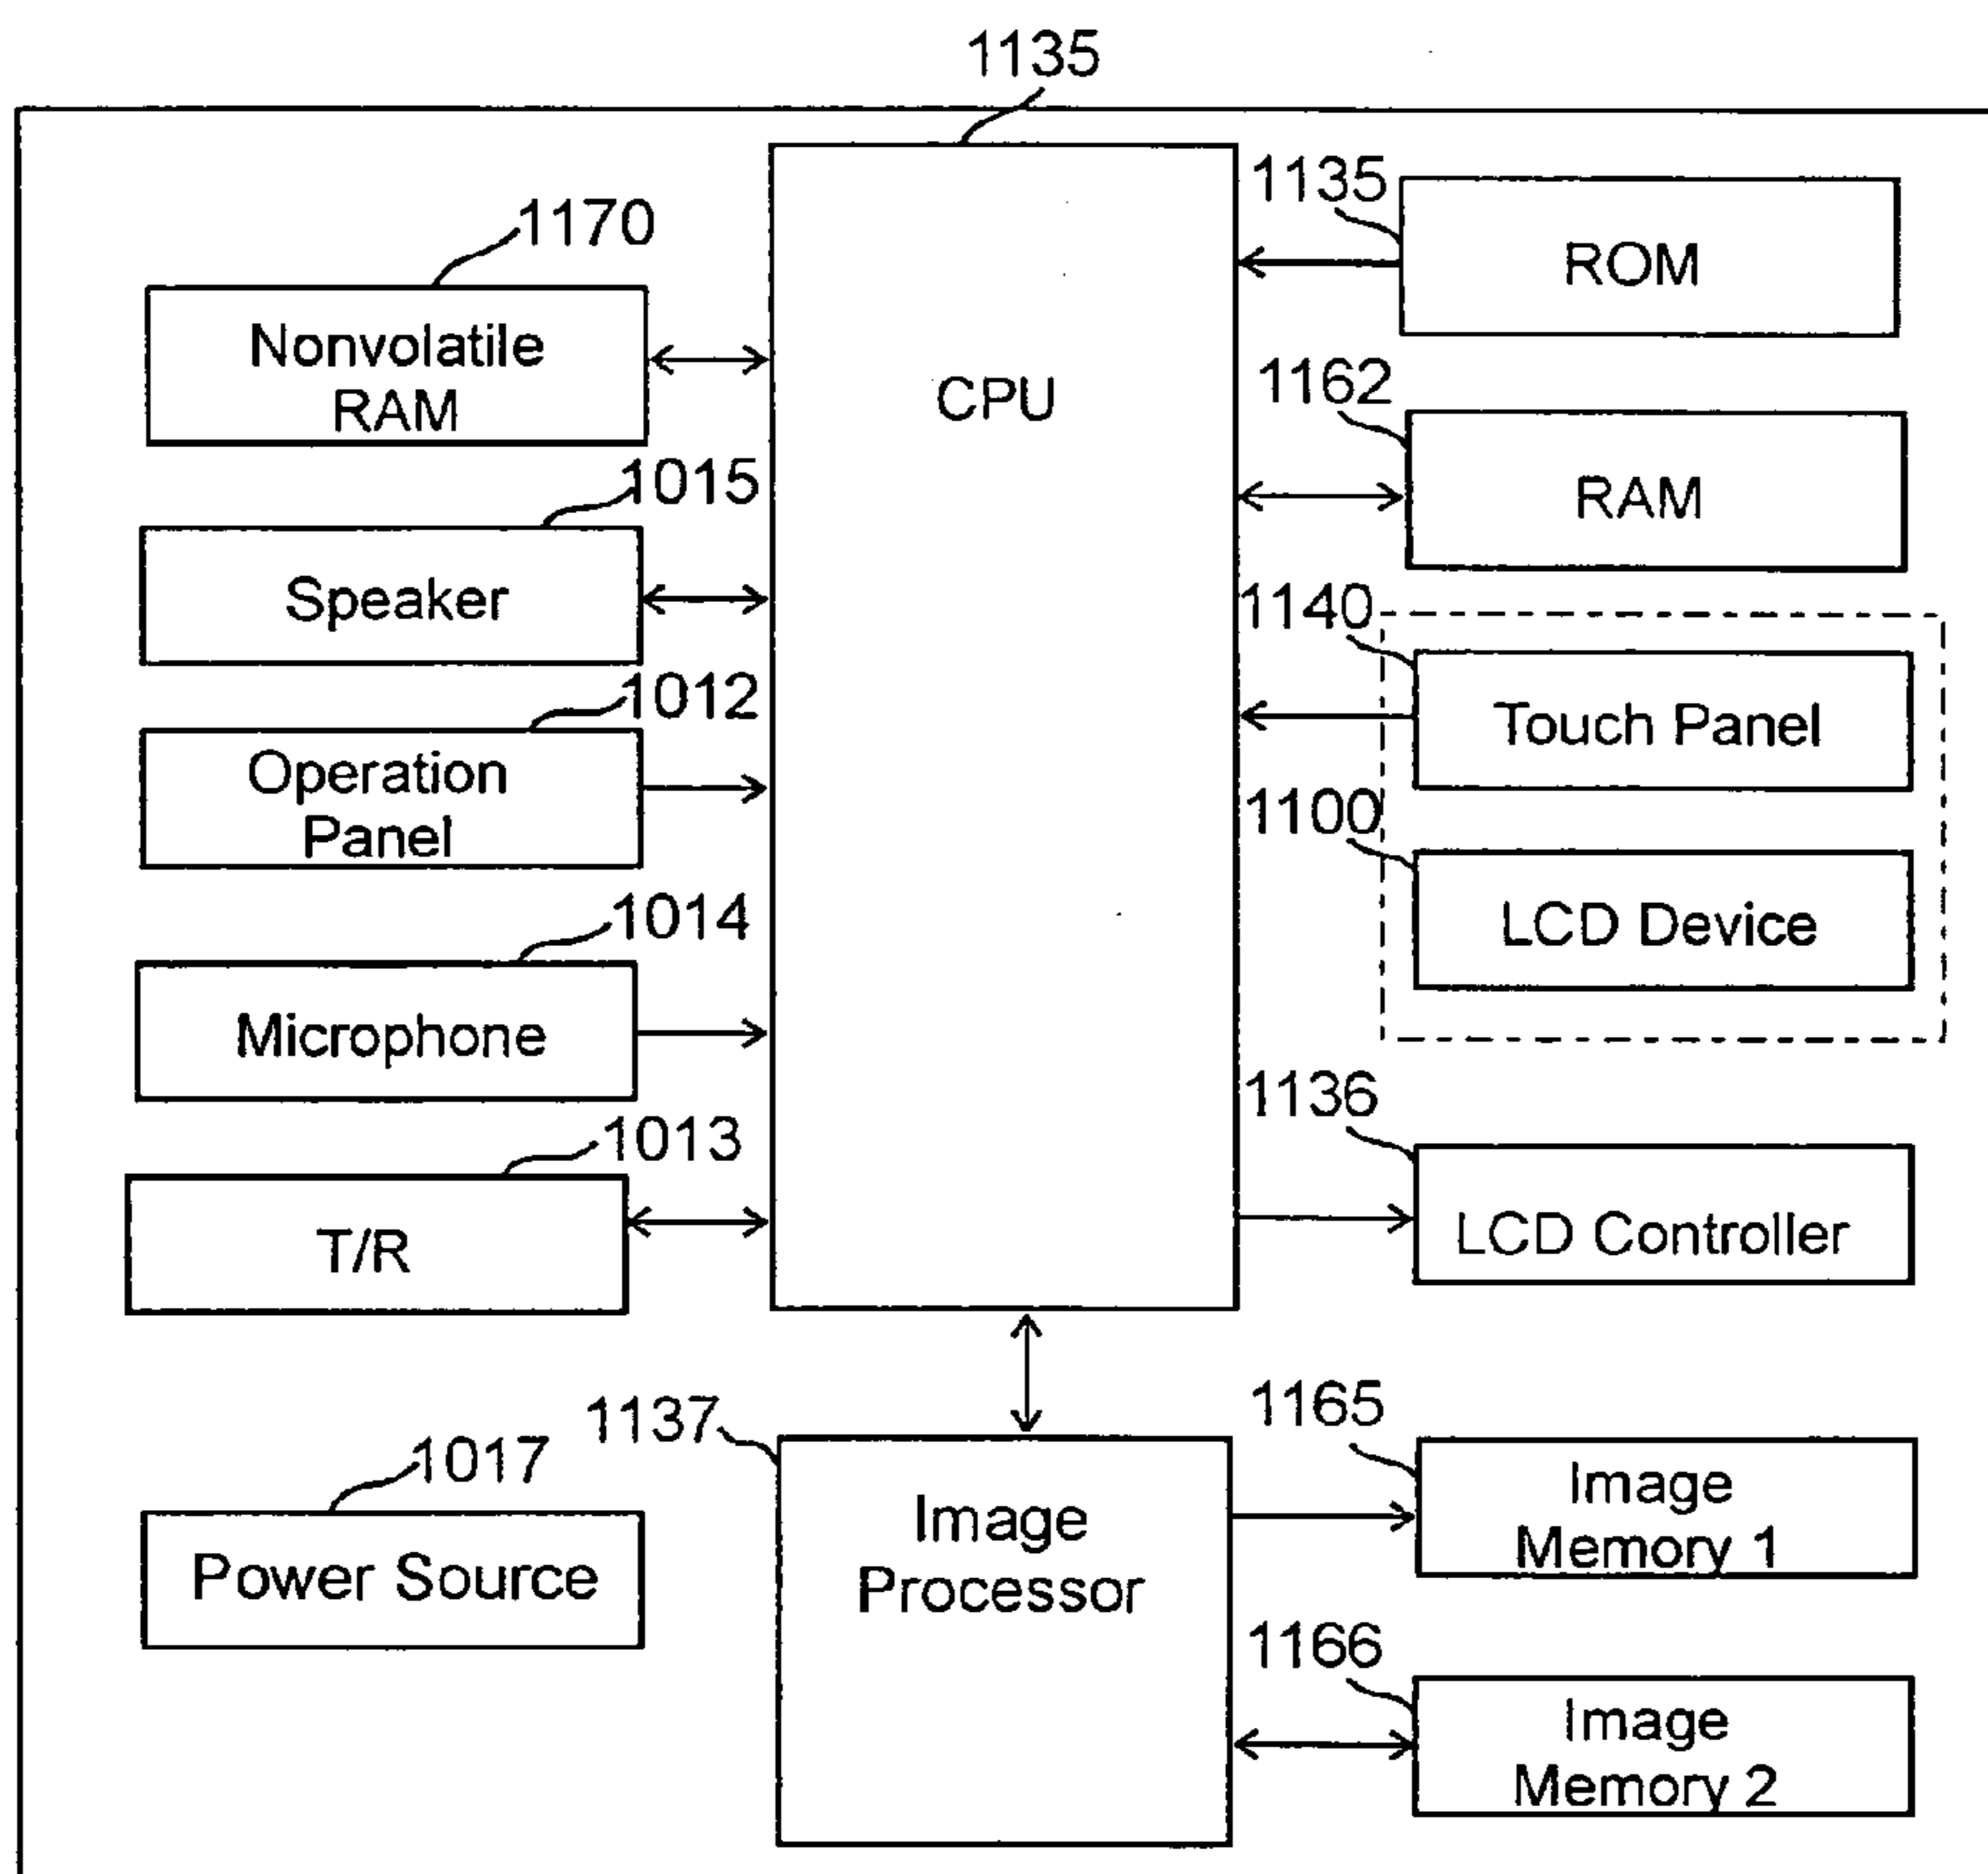 1135
1135
ROM
1170
Nonvolatile
RAM
CPU
1162
RAM
1015
Speaker
1140
Touch Panel
1012
Operation
Panel
1100
LCD Device
1014
Microphone
1136
LCD Controller
1013
T/R
1137
Image
Processor
1165
Image
Memory 1
1017
Power Source
1166
Image
Memory 2